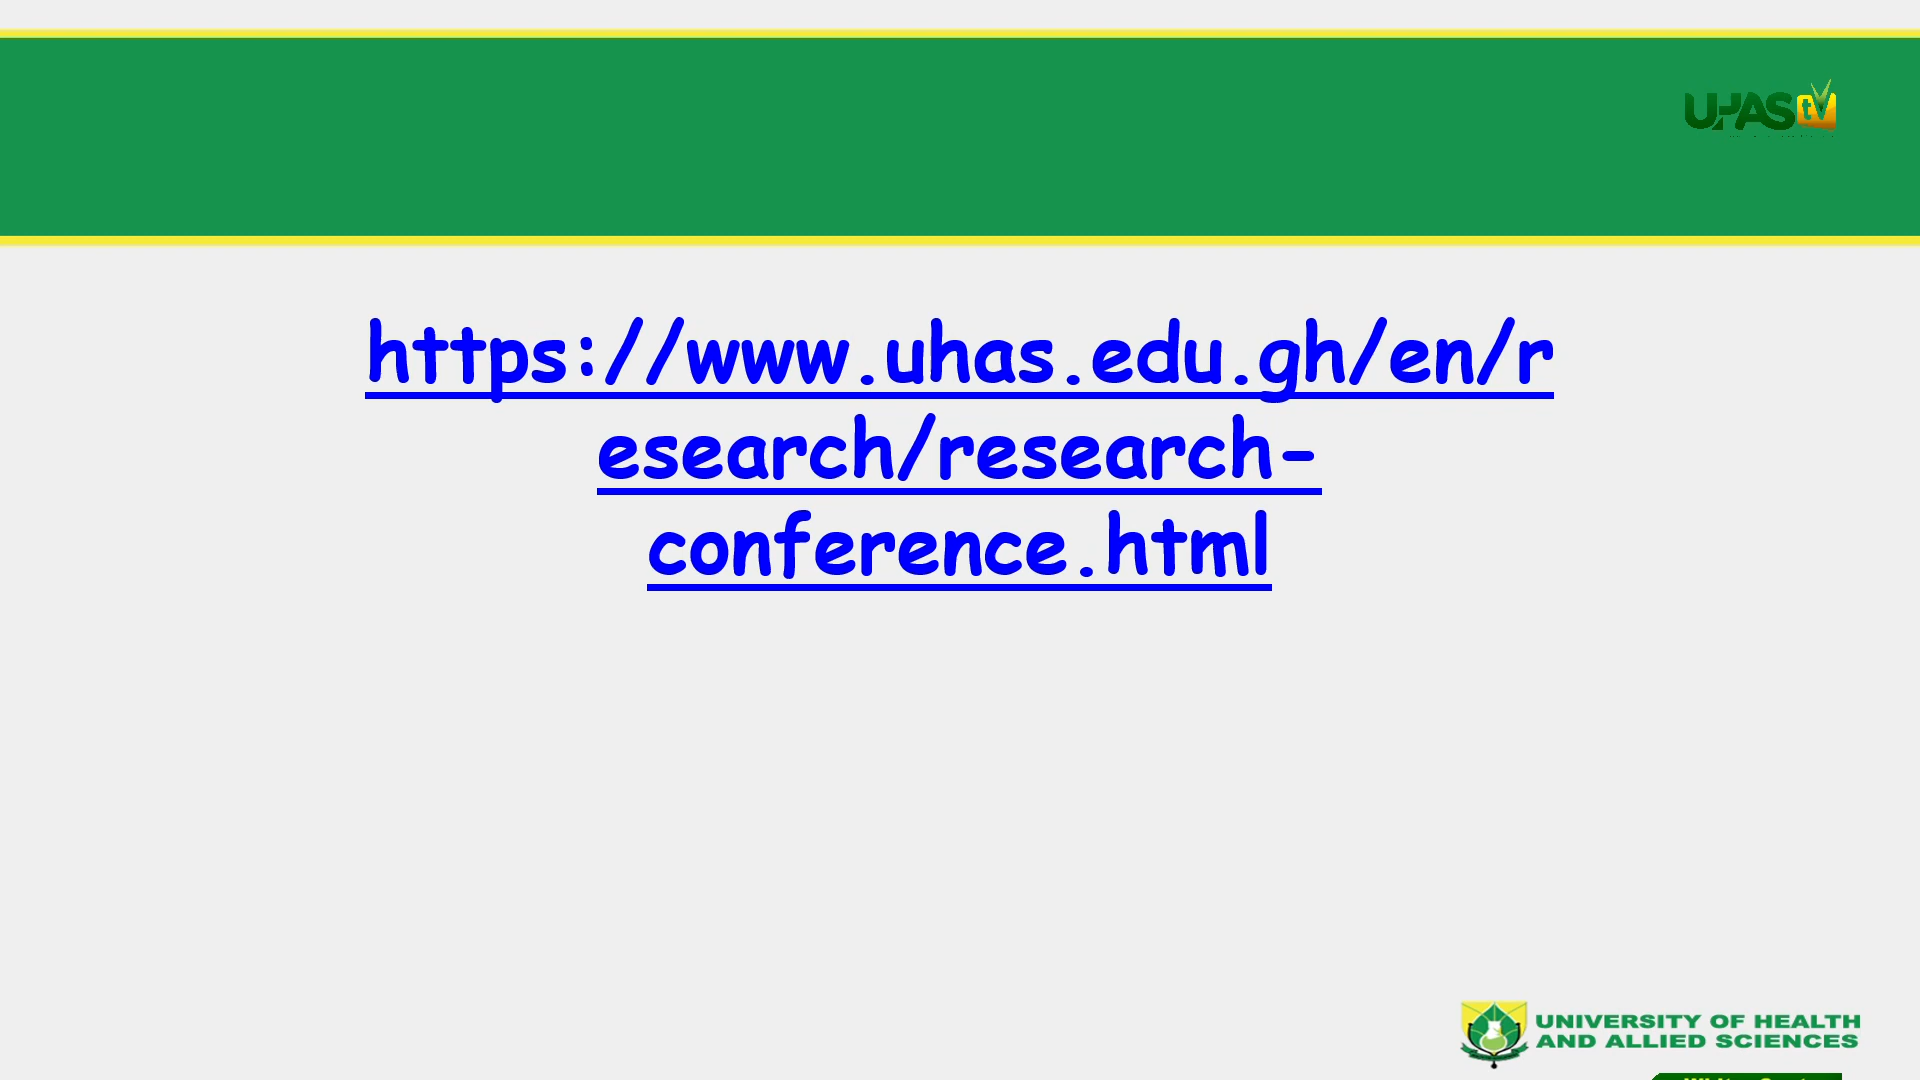 UHAS tv
https://www.uhas.edu.gh/en/r
esearch/research-
conference.html
UNIVERSITY OF HEALTH
AND ALLIED SCIENCES